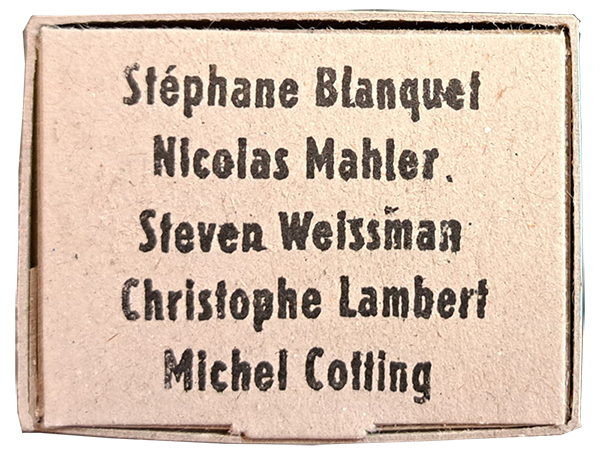 Stéphane Blanquet
Nicolas Mahler.
Steven Weissman
Christophe Lambert
Michel Cotting